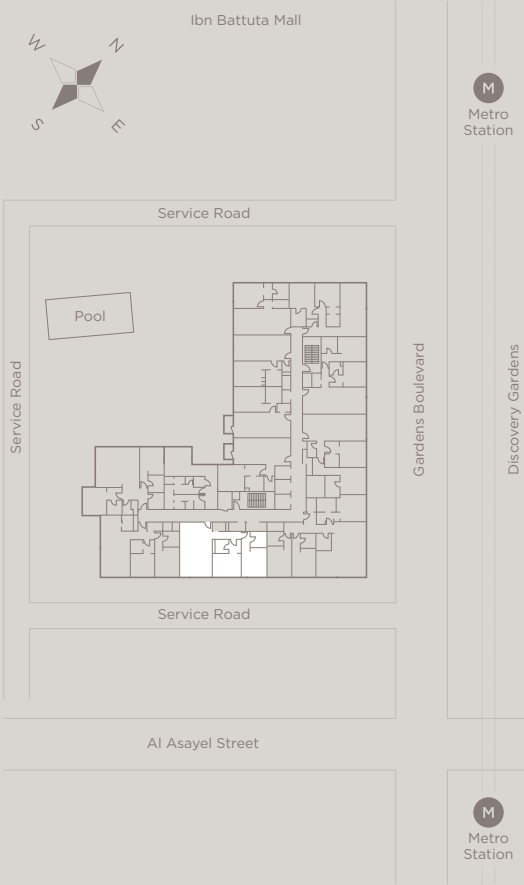 Ibn Battuta Mall
W
N
S
E
M
Metro
Station
Service Road
Pool
Service Road
Gardens Boulevard
Discovery Gardens
Service Road
Al Asayel Street
M
Metro
Station